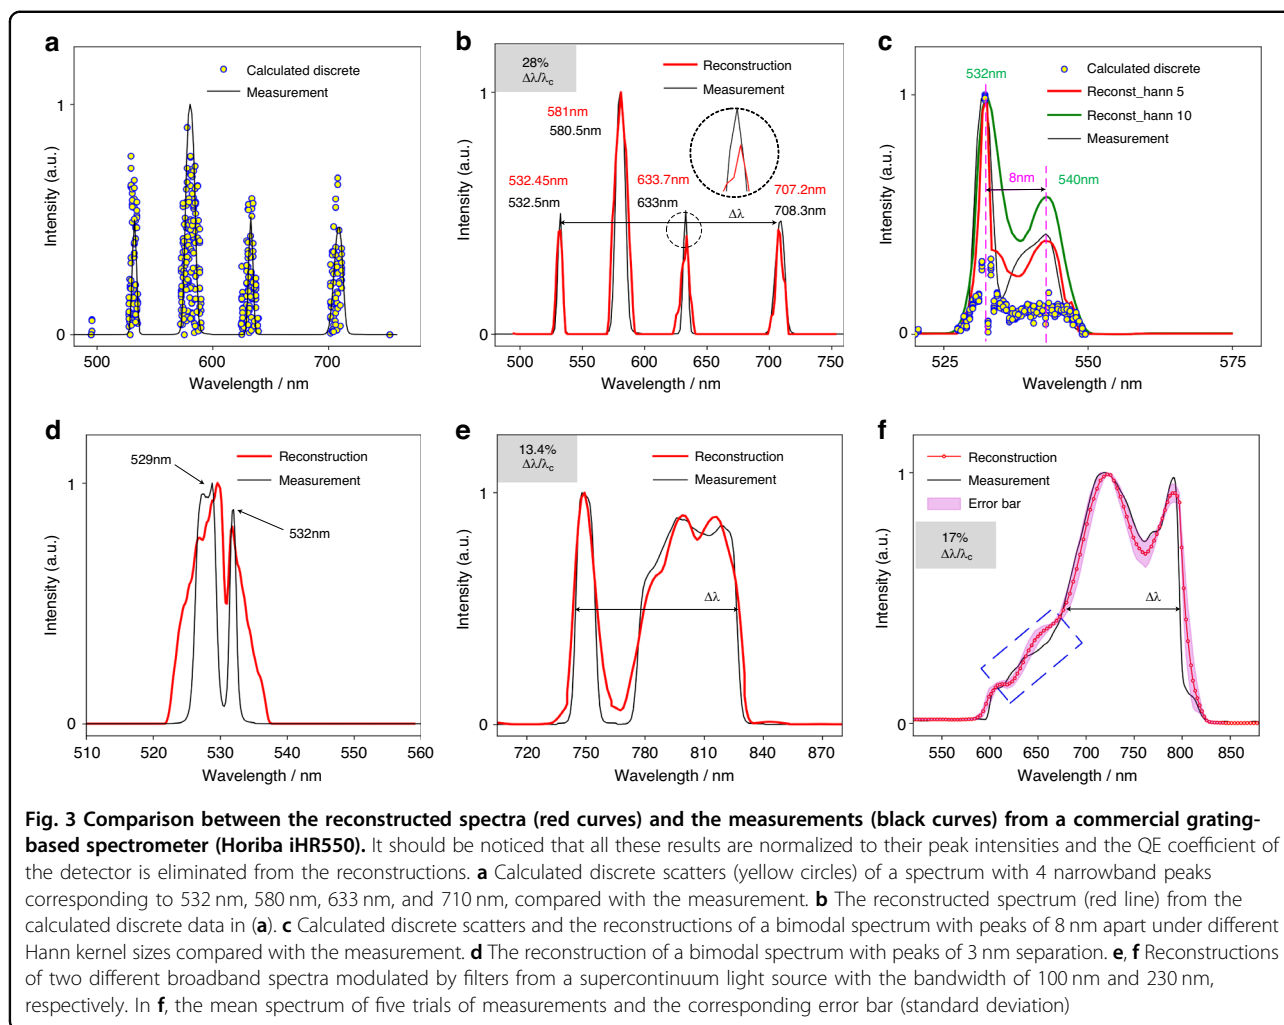 a
Calculated discrete
Measurement
1
0
Intensity (a.u.)
500
600
700
Wavelength / nm
b
28%
Δλ/λc
Reconstruction
Measurement
581nm
580.5nm
532.45nm
532.5nm
633.7nm
633nm
707.2nm
708.3nm
Δλ
1
0
Intensity (a.u.)
500
550
600
650
700
750
Wavelength / nm
c
532nm
Calculated discrete
Reconst_hann 5
Reconst_hann 10
Measurement
8nm
540nm
1
0
Intensity (a.u.)
525
550
575
Wavelength / nm
d
529nm
Reconstruction
Measurement
532nm
1
0
Intensity (a.u.)
510
520
530
540
550
560
Wavelength / nm
e
13.4%
Δλ/λc
Reconstruction
Measurement
Δλ
1
0
Intensity (a.u.)
750
780
810
840
870
Wavelength / nm
f
Reconstruction
Measurement
Error bar
17%
Δλ/λc
Δλ
1
0
Intensity (a.u.)
550
600
650
700
750
800
850
Wavelength / nm
Fig. 3 Comparison between the reconstructed spectra (red curves) and the measurements (black curves) from a commercial grating-
based spectrometer (Horiba iHR550). It should be noticed that all these results are normalized to their peak intensities and the QE coefficient of
the detector is eliminated from the reconstructions. a Calculated discrete scatters (yellow circles) of a spectrum with 4 narrowband peaks
corresponding to 532 nm, 580 nm, 633 nm, and 710 nm, compared with the measurement. b The reconstructed spectrum (red line) from the
calculated discrete data in (a). c Calculated discrete scatters and the reconstructions of a bimodal spectrum with peaks of 8 nm apart under different
Hann kernel sizes compared with the measurement. d The reconstruction of a bimodal spectrum with peaks of 3 nm separation. e, f Reconstructions
of two different broadband spectra modulated by filters from a supercontinuum light source with the bandwidth of 100 nm and 230 nm,
respectively. In f, the mean spectrum of five trials of measurements and the corresponding error bar (standard deviation)